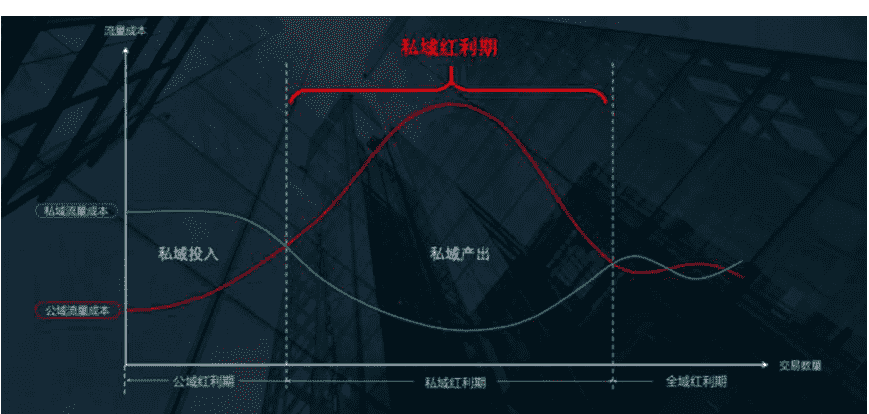 流量成本
私域红利期
私域流量成本
私域投入
私域产出
公域流量成本
交易数量
公域红利期
私域红利期
全域红利期